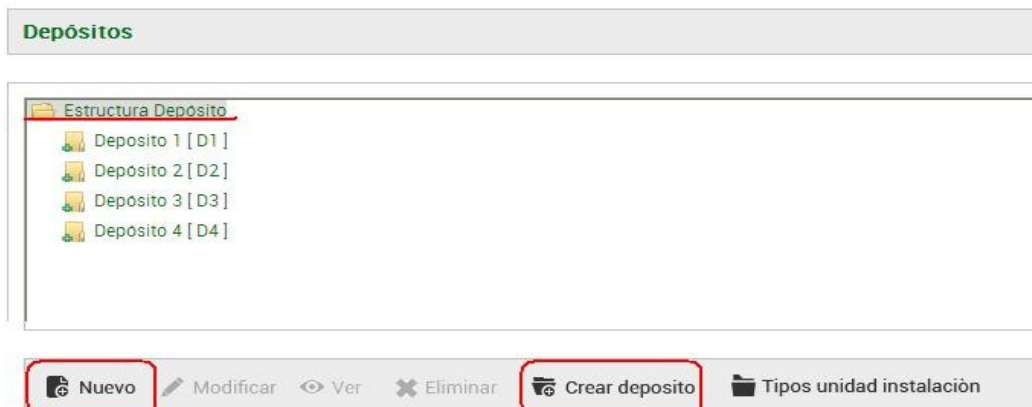 Depósitos
Estructura Depósito
Deposito 1 [ D1 ]
Depósito 2 [ D2 ]
Depósito 3 [ D3 ]
Depósito 4 [ D4 ]
Nuevo Modificar Ver Eliminar Crear deposito Tipos unidad instalaciòn